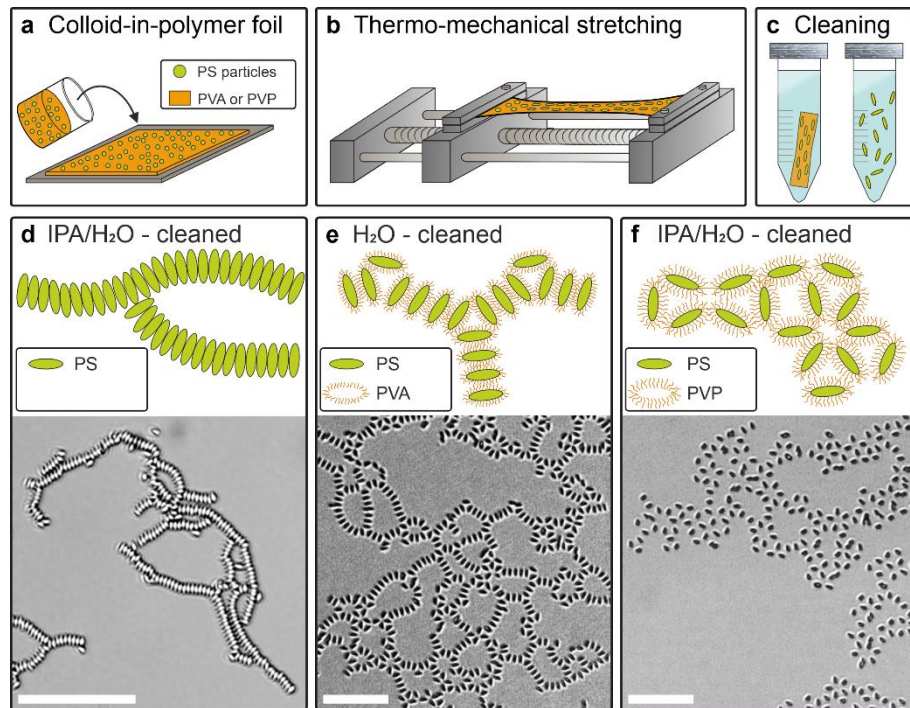 a Colloid-in-polymer foil
PS particles
PVA or PVP
b Thermo-mechanical stretching
c Cleaning
d IPA/H₂O - cleaned
PS
e H₂O - cleaned
PS
PVA
f IPA/H₂O - cleaned
PS
PVP